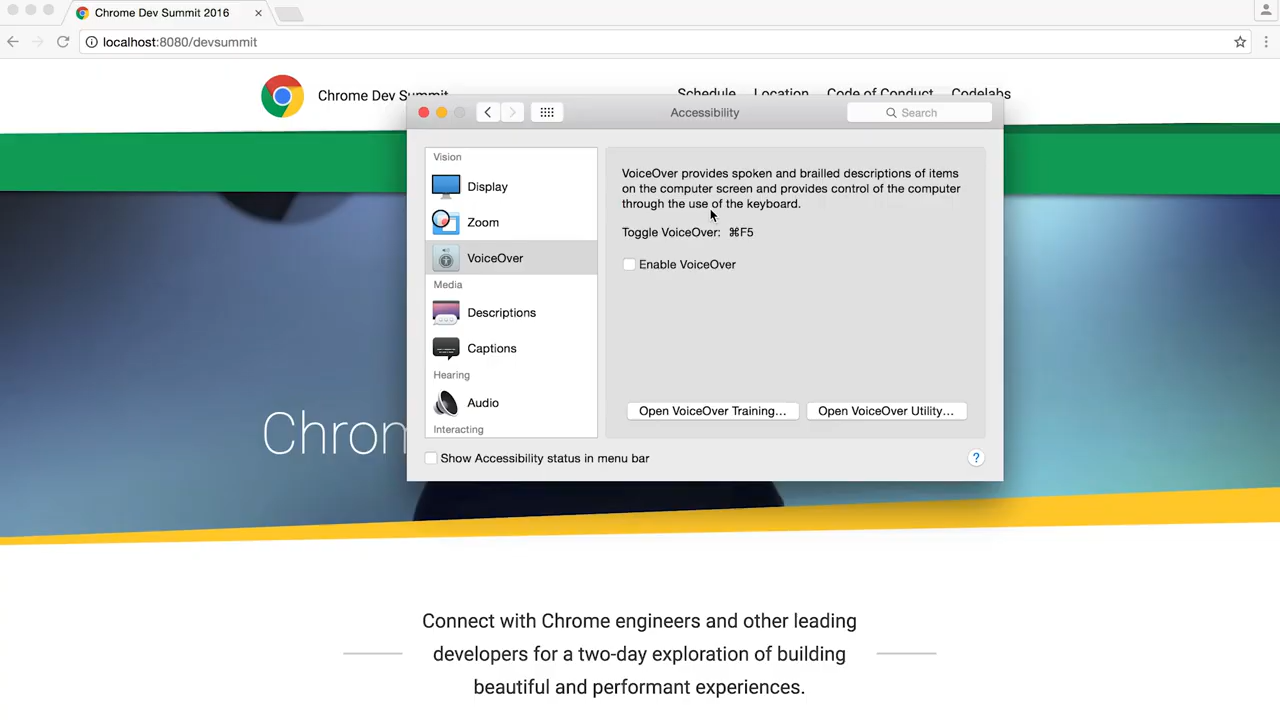 Chrome Dev Summit 2016
localhost:8080/devsummit
Chrome Dev Summit
Schedule
Location
Code of Conduct
Codelabs
Accessibility
Search
Vision
Display
Zoom
VoiceOver
Media
Descriptions
Captions
Hearing
Audio
Interacting
VoiceOver provides spoken and brailled descriptions of items
on the computer screen and provides control of the computer
through the use of the keyboard.
Toggle VoiceOver: ⌘F5
Enable VoiceOver
Open VoiceOver Training...
Open VoiceOver Utility...
Show Accessibility status in menu bar
?
Chrom
Connect with Chrome engineers and other leading
developers for a two-day exploration of building
beautiful and performant experiences.